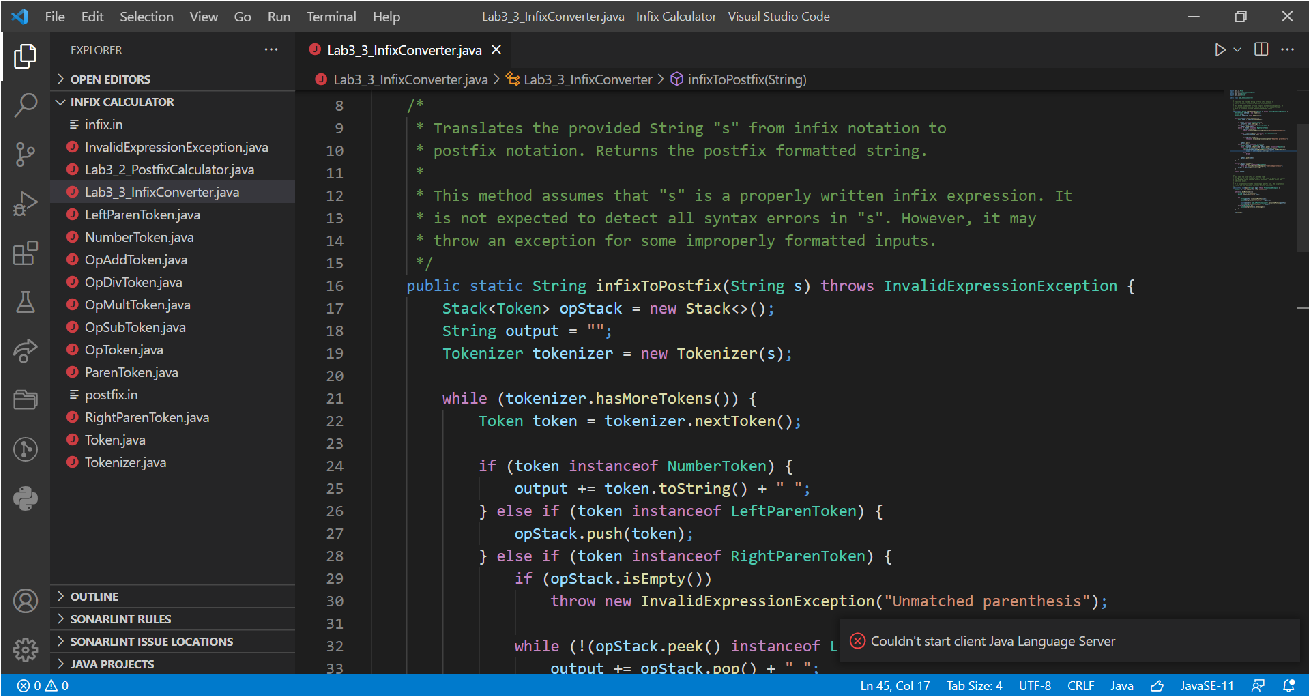 File Edit Selection View Go Run Terminal Help
Lab3_3_InfixConverter.java Infix Calculator Visual Studio Code
EXPLORER
OPEN EDITORS
INFIX CALCULATOR
infix.in
InvalidExpressionException.java
Lab3_2_PostfixCalculator.java
Lab3_3_InfixConverter.java
LeftParenToken.java
NumberToken.java
OpAddToken.java
OpDivToken.java
OpMultToken.java
OpSubToken.java
OpToken.java
ParenToken.java
postfix.in
RightParenToken.java
Token.java
Tokenizer.java
OUTLINE
SONARLINT RULES
SONARLINT ISSUE LOCATIONS
JAVA PROJECTS
Lab3_3_InfixConverter.java
Lab3_3_InfixConverter.java > Lab3_3_InfixConverter > infixToPostfix(String)
8 /*
9 * Translates the provided String "s" from infix notation to
10 * postfix notation. Returns the postfix formatted string.
11 *
12 * This method assumes that "s" is a properly written infix expression. It
13 * is not expected to detect all syntax errors in "s". However, it may
14 * throw an exception for some improperly formatted inputs.
15 */
16 public static String infixToPostfix(String s) throws InvalidExpressionException {
17 Stack<Token> opStack = new Stack<>();
18 String output = "";
19 Tokenizer tokenizer = new Tokenizer(s);
20
21 while (tokenizer.hasMoreTokens()) {
22 Token token = tokenizer.nextToken();
23
24 if (token instanceof NumberToken) {
25 output += token.toString() + " ";
26 } else if (token instanceof LeftParenToken) {
27 opStack.push(token);
28 } else if (token instanceof RightParenToken) {
29 if (opStack.isEmpty())
30 throw new InvalidExpressionException("Unmatched parenthesis");
31
32 while (!(opStack.peek() instanceof L
33 output += opStack.pop() + " ";
Couldn't start client Java Language Server
0 0
Ln 45, Col 17 Tab Size: 4 UTF-8 CRLF Java JavaSE-11